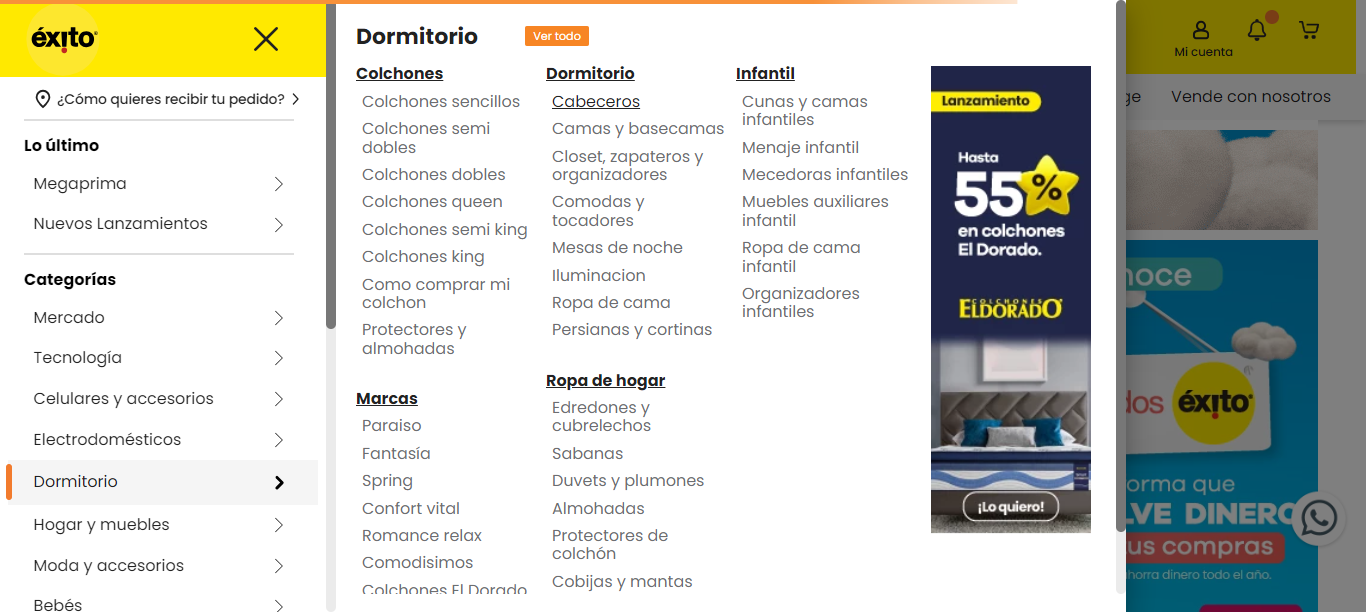 éxito
¿Cómo quieres recibir tu pedido?
Lo último
Megaprima
Nuevos Lanzamientos
Categorías
Mercado
Tecnología
Celulares y accesorios
Electrodomésticos
Dormitorio
Hogar y muebles
Moda y accesorios
Bebés
Dormitorio
Ver todo
Colchones
Colchones sencillos
Colchones semi
dobles
Colchones dobles
Colchones queen
Colchones semi king
Colchones king
Como comprar mi
colchon
Protectores y
almohadas
Marcas
Paraiso
Fantasía
Spring
Confort vital
Romance relax
Comodisimos
Colchones El Dorado
Dormitorio
Cabeceros
Camas y basecamas
Closet, zapateros y
organizadores
Comodas y
tocadores
Mesas de noche
Iluminacion
Ropa de cama
Persianas y cortinas
Ropa de hogar
Edredones y
cubrelechos
Sabanas
Duvets y plumones
Almohadas
Protectores de
colchón
Cobijas y mantas
Infantil
Cunas y camas
infantiles
Menaje infantil
Mecedoras infantiles
Muebles auxiliares
infantil
Ropa de cama
infantil
Organizadores
infantiles
Lanzamiento
Hasta
55%
en colchones
El Dorado.
COLCHONES
ELDORADO
¡Lo quiero!
Mi cuenta
ge
Vende con nosotros
noce
dos éxito
orma que
LVE DINERO
us compras
horra dinero todo el año.